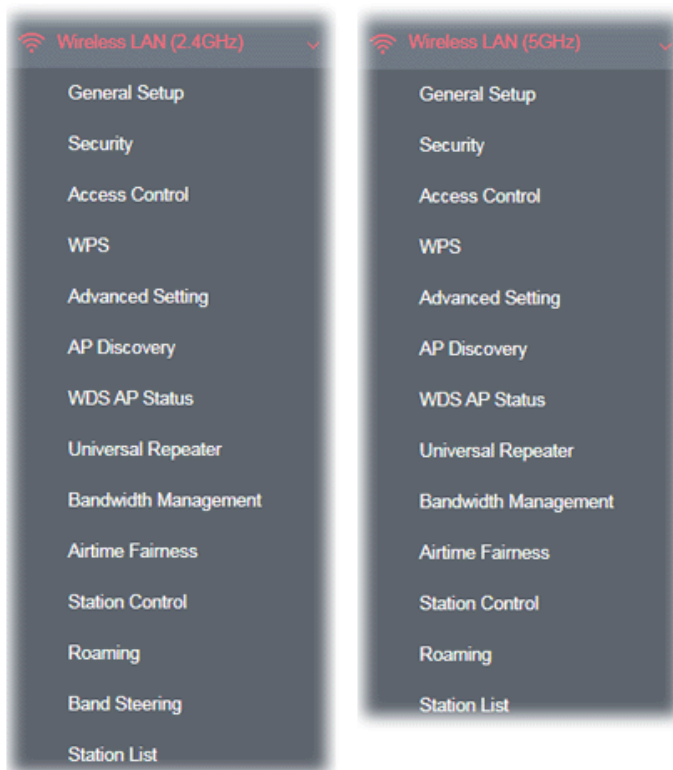 Wireless LAN (2.4GHz)
General Setup
Security
Access Control
WPS
Advanced Setting
AP Discovery
WDS AP Status
Universal Repeater
Bandwidth Management
Airtime Fairness
Station Control
Roaming
Band Steering
Station List
Wireless LAN (5GHz)
General Setup
Security
Access Control
WPS
Advanced Setting
AP Discovery
WDS AP Status
Universal Repeater
Bandwidth Management
Airtime Fairness
Station Control
Roaming
Station List